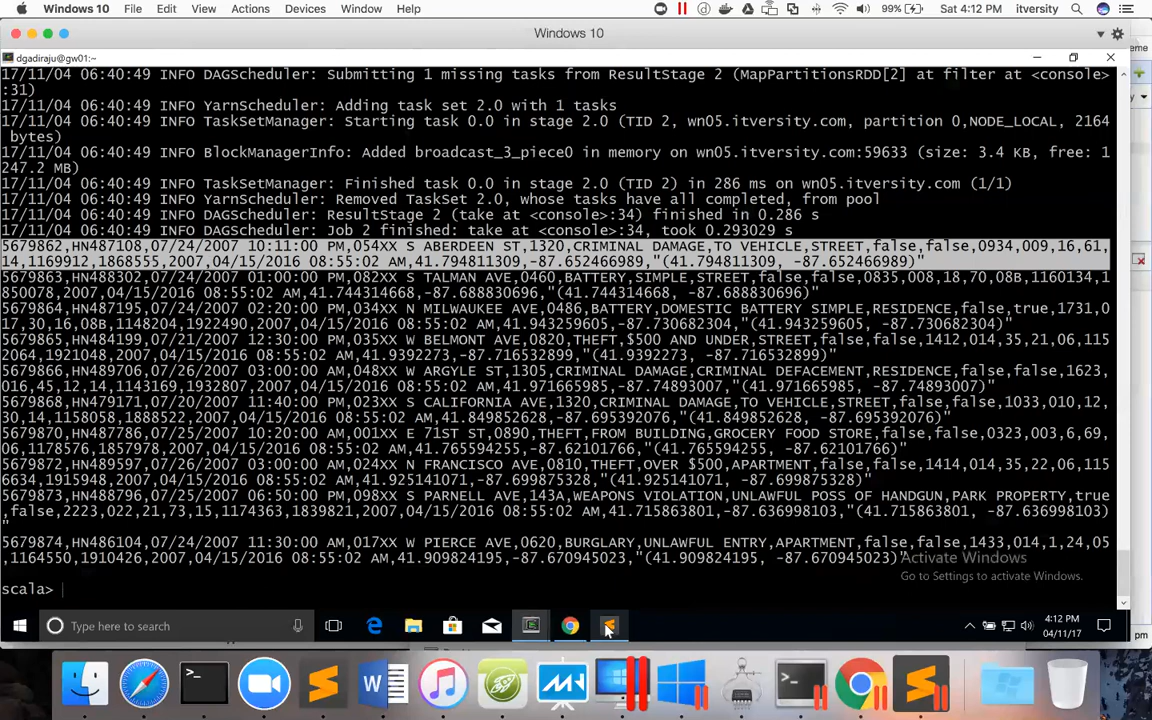 Windows 10 File Edit View Actions Devices Window Help 99% Sat 4:12 PM itversity
Windows 10
dgadiraju@gw01:~
17/11/04 06:40:49 INFO DAGScheduler: Submitting 1 missing tasks from ResultStage 2 (MapPartitionsRDD[2] at filter at <console>
:31)
17/11/04 06:40:49 INFO YarnScheduler: Adding task set 2.0 with 1 tasks
17/11/04 06:40:49 INFO TaskSetManager: Starting task 0.0 in stage 2.0 (TID 2, wn05.itversity.com, partition 0,NODE_LOCAL, 2164
bytes)
17/11/04 06:40:49 INFO BlockManagerInfo: Added broadcast_3_piece0 in memory on wn05.itversity.com:59633 (size: 3.4 KB, free: 1
247.2 MB)
17/11/04 06:40:49 INFO TaskSetManager: Finished task 0.0 in stage 2.0 (TID 2) in 286 ms on wn05.itversity.com (1/1)
17/11/04 06:40:49 INFO YarnScheduler: Removed TaskSet 2.0, whose tasks have all completed, from pool
17/11/04 06:40:49 INFO DAGScheduler: ResultStage 2 (take at <console>:34) finished in 0.286 s
17/11/04 06:40:49 INFO DAGScheduler: Job 2 finished: take at <console>:34, took 0.293029 s
5679862,HN487108,07/24/2007 10:11:00 PM,054XX S ABERDEEN ST,1320,CRIMINAL DAMAGE,TO VEHICLE,STREET,false,false,0934,009,16,61,
14,1169912,1868555,2007,04/15/2016 08:55:02 AM,41.794811309,-87.652466989,"(41.794811309, -87.652466989)"
5679863,HN488302,07/24/2007 01:00:00 PM,082XX S TALMAN AVE,0460,BATTERY,SIMPLE,STREET,false,false,0835,008,18,70,08B,1160134,1
850078,2007,04/15/2016 08:55:02 AM,41.744314668,-87.688830696,"(41.744314668, -87.688830696)"
5679864,HN487195,07/24/2007 02:20:00 PM,034XX N MILWAUKEE AVE,0486,BATTERY,DOMESTIC BATTERY SIMPLE,RESIDENCE,false,true,1731,0
17,30,16,08B,1148204,1922490,2007,04/15/2016 08:55:02 AM,41.943259605,-87.730682304,"(41.943259605, -87.730682304)"
5679865,HN484199,07/21/2007 12:30:00 PM,035XX W BELMONT AVE,0820,THEFT,$500 AND UNDER,STREET,false,false,1412,014,35,21,06,115
2064,1921048,2007,04/15/2016 08:55:02 AM,41.9392273,-87.716532899,"(41.9392273, -87.716532899)"
5679866,HN489706,07/26/2007 03:00:00 AM,048XX W ARGYLE ST,1305,CRIMINAL DAMAGE,CRIMINAL DEFACEMENT,RESIDENCE,false,false,1623,
016,45,12,14,1143169,1932807,2007,04/15/2016 08:55:02 AM,41.971665985,-87.74893007,"(41.971665985, -87.74893007)"
5679868,HN479171,07/20/2007 11:40:00 PM,023XX S CALIFORNIA AVE,1320,CRIMINAL DAMAGE,TO VEHICLE,STREET,false,false,1033,010,12,
30,14,1158058,1888522,2007,04/15/2016 08:55:02 AM,41.849852628,-87.695392076,"(41.849852628, -87.695392076)"
5679870,HN487786,07/25/2007 10:20:00 AM,001XX E 71ST ST,0890,THEFT,FROM BUILDING,GROCERY FOOD STORE,false,false,0323,003,6,69,
06,1178576,1857978,2007,04/15/2016 08:55:02 AM,41.765594255,-87.62101766,"(41.765594255, -87.62101766)"
5679872,HN489597,07/26/2007 03:00:00 AM,024XX N FRANCISCO AVE,0810,THEFT,OVER $500,APARTMENT,false,false,1414,014,35,22,06,115
6634,1915948,2007,04/15/2016 08:55:02 AM,41.925141071,-87.699875328,"(41.925141071, -87.699875328)"
5679873,HN488796,07/25/2007 06:50:00 PM,098XX S PARNELL AVE,143A,WEAPONS VIOLATION,UNLAWFUL POSS OF HANDGUN,PARK PROPERTY,true
,false,2223,022,21,73,15,1174363,1839821,2007,04/15/2016 08:55:02 AM,41.715863801,-87.636998103,"(41.715863801, -87.636998103)
"
5679874,HN486104,07/24/2007 11:30:00 AM,017XX W PIERCE AVE,0620,BURGLARY,UNLAWFUL ENTRY,APARTMENT,false,false,1433,014,1,24,05
,1164550,1910426,2007,04/15/2016 08:55:02 AM,41.909824195,-87.670945023,"(41.909824195, -87.670945023)"
Activate Windows
Go to Settings to activate Windows.
scala>
Type here to search
4:12 PM
04/11/17